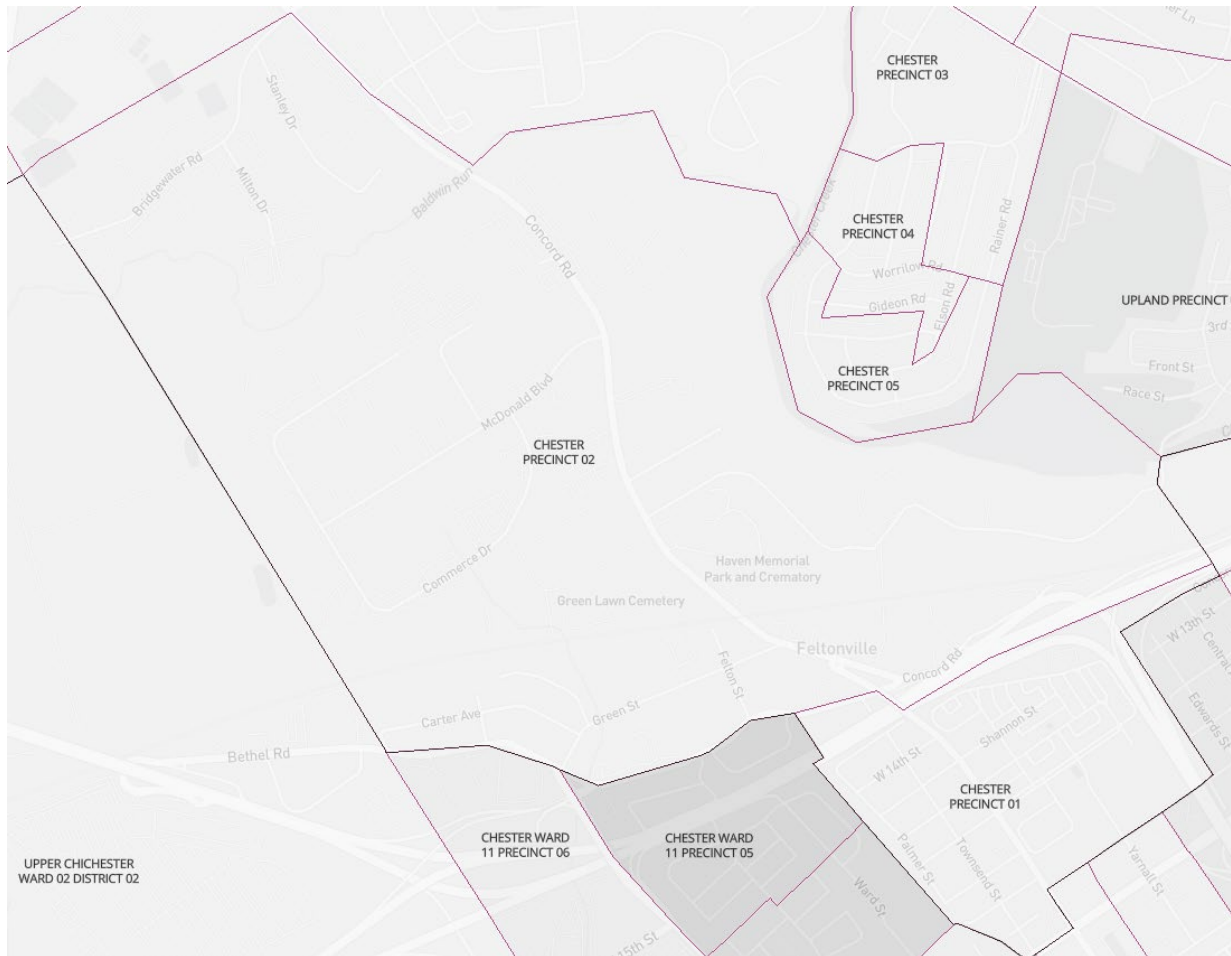 CHESTER
PRECINCT 03
Stanley Dr
Bridgewater Rd
Milton Dr
Baldwin Run
Concord Rd
Chester Creek
CHESTER
PRECINCT 04
Rainer Rd
Worrilow Rd
Gideon Rd
Elson Rd
UPLAND PRECINCT
3rd
Front St
Race St
CHESTER
PRECINCT 05
McDonald Blvd
CHESTER
PRECINCT 02
Commerce Dr
Haven Memorial
Park and Crematory
Green Lawn Cemetery
Feltonville
Felton St
Concord Rd
W 13th St
Central
Edwards St
Carter Ave
Green St
Bethel Rd
Shannon St
W 14th St
CHESTER
PRECINCT 01
CHESTER WARD
11 PRECINCT 06
CHESTER WARD
11 PRECINCT 05
UPPER CHICHESTER
WARD 02 DISTRICT 02
Palmer St
Townsend St
Yarnall St
Ward St
15th St